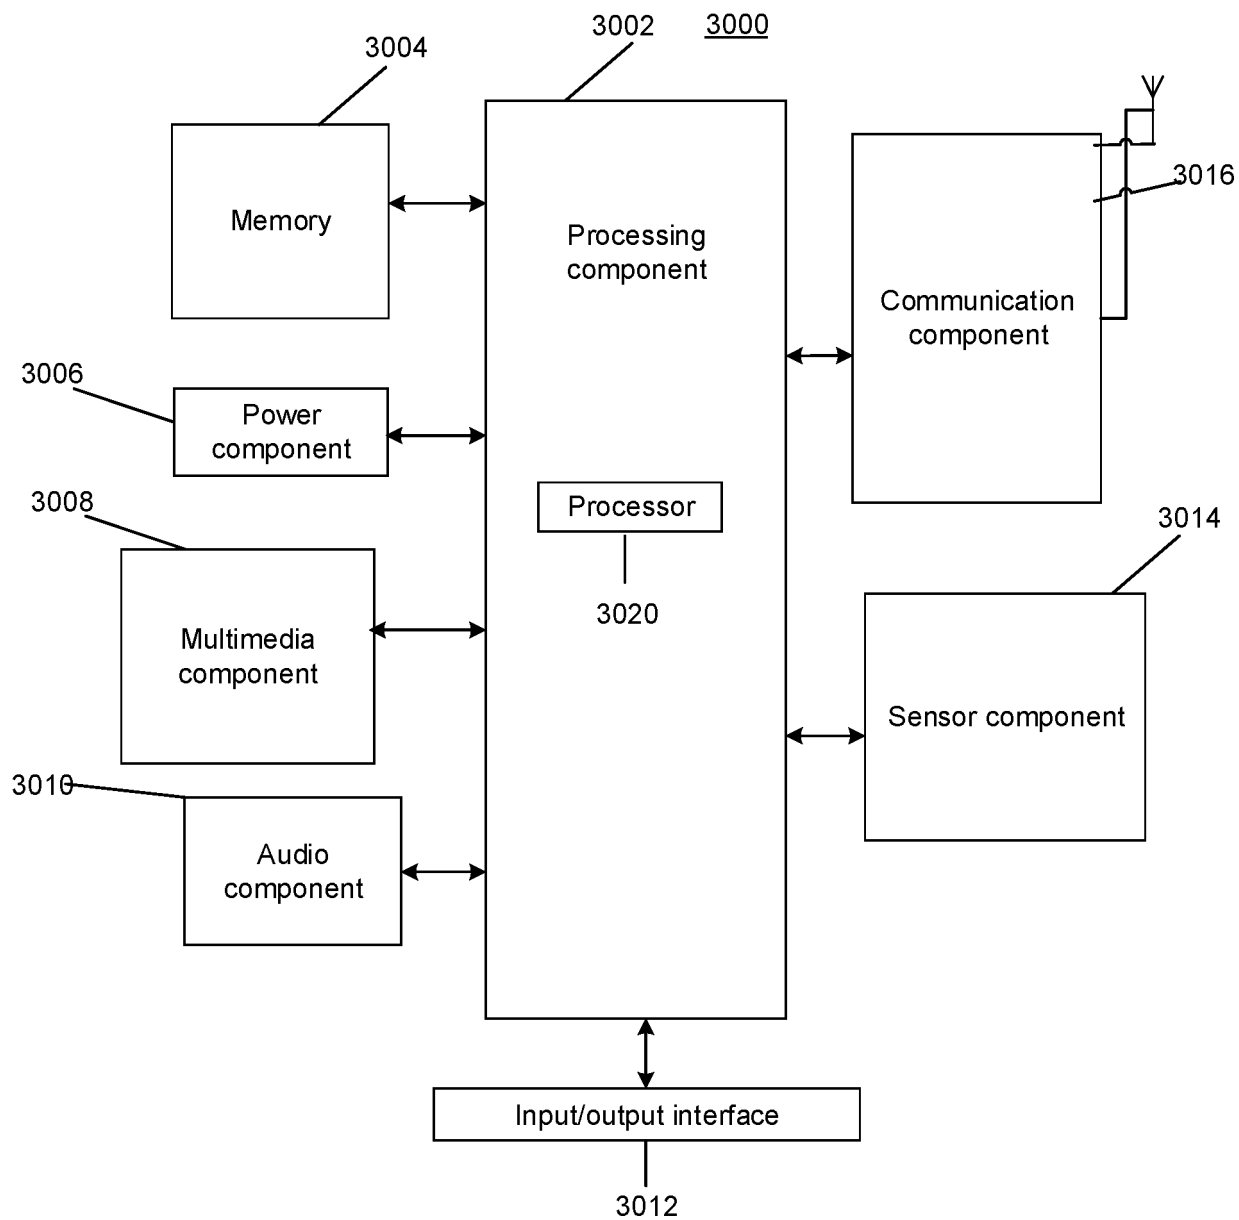 3002
3000
3004
Memory
Processing
component
3016
Communication
component
3006
Power
component
3008
Processor
3020
3014
Multimedia
component
Sensor component
3010
Audio
component
Input/output interface
3012